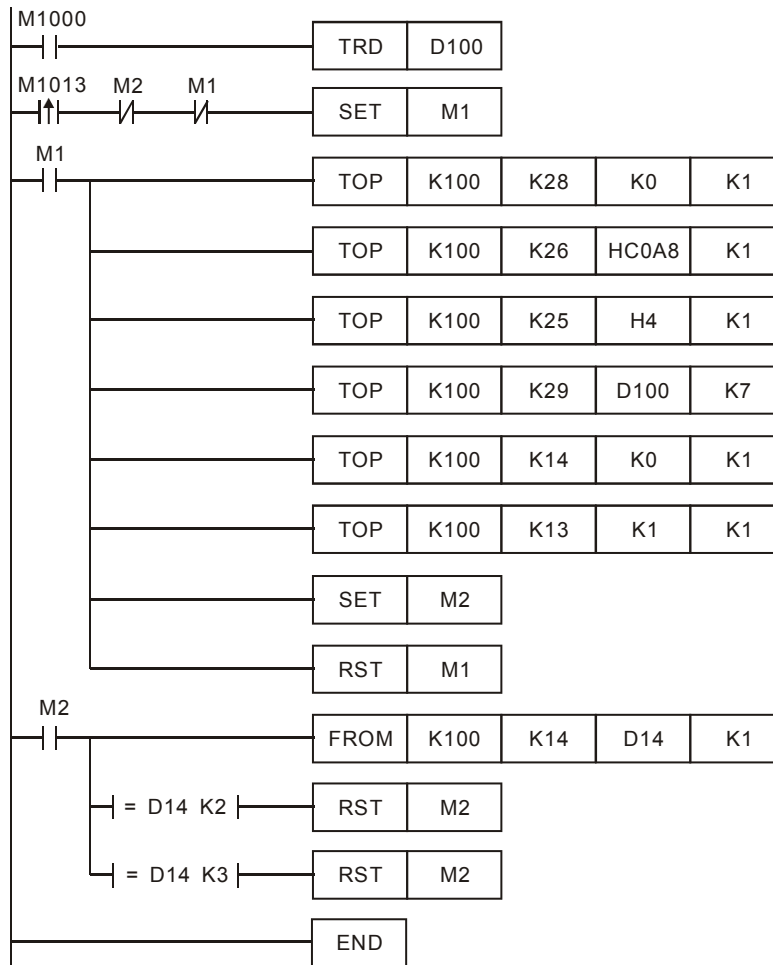 M1000
TRD D100
M1013 M2 M1
SET M1
M1
TOP K100 K28 K0 K1
TOP K100 K26 HC0A8 K1
TOP K100 K25 H4 K1
TOP K100 K29 D100 K7
TOP K100 K14 K0 K1
TOP K100 K13 K1 K1
SET M2
RST M1
M2
FROM K100 K14 D14 K1
= D14 K2 RST M2
= D14 K3 RST M2
END